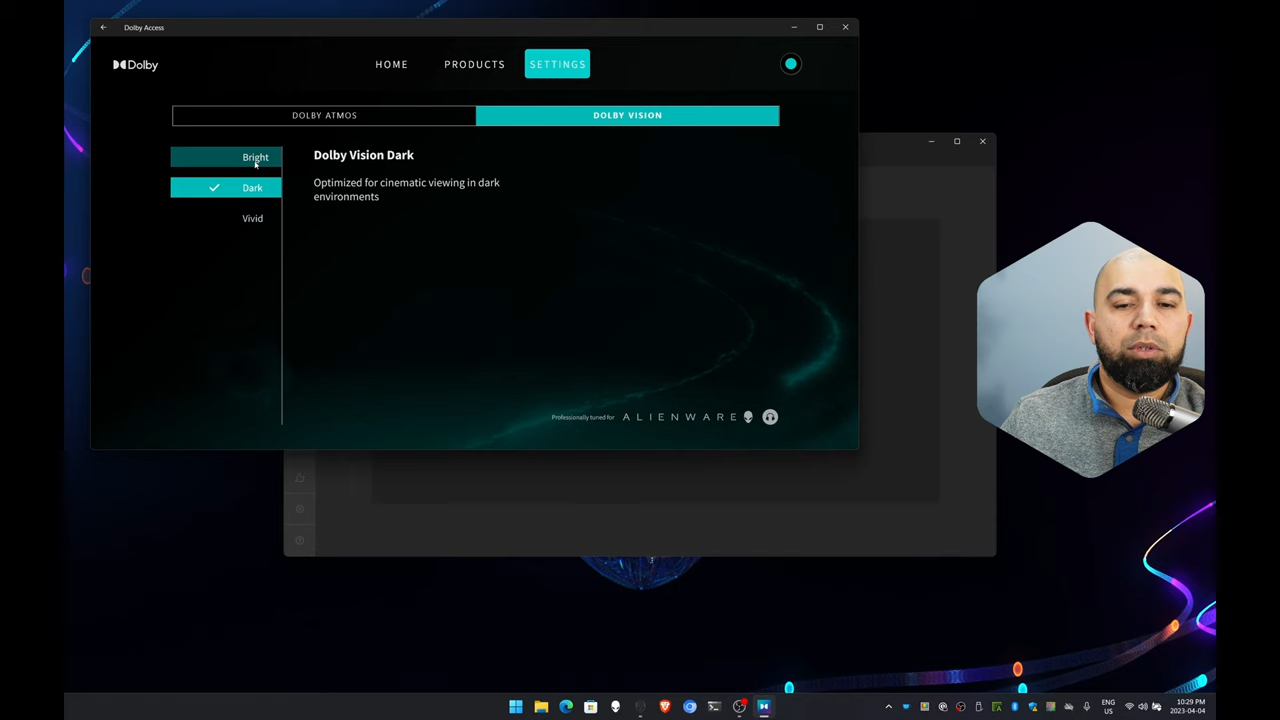 Dolby Access
Dolby
HOME
PRODUCTS
SETTINGS
DOLBY ATMOS
DOLBY VISION
Bright
Dark
Vivid
Dolby Vision Dark
Optimized for cinematic viewing in dark
environments
Professionally tuned for
ALIENWARE
ENG
US
10:29 PM
2023-04-04